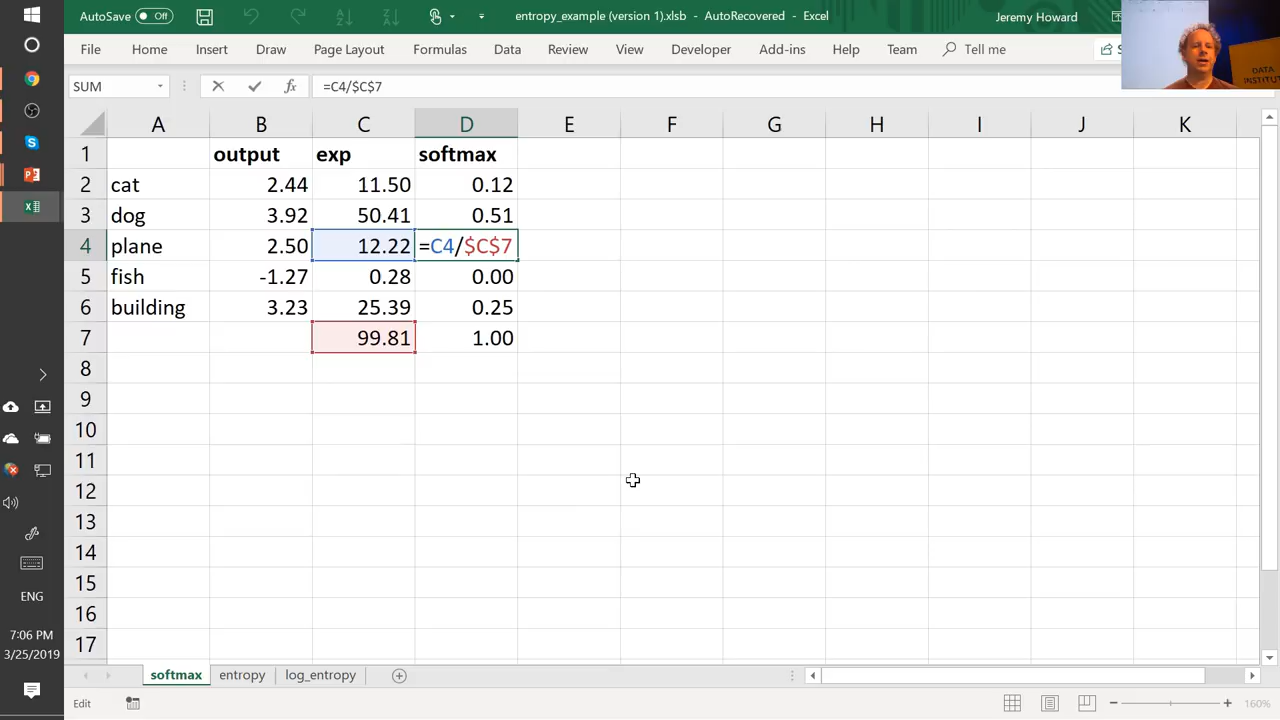 AutoSave Off entropy_example (version 1).xlsb - AutoRecovered - Excel Jeremy Howard
File Home Insert Draw Page Layout Formulas Data Review View Developer Add-ins Help Team Tell me
SUM fx =C4/$C$7
DATA
INSTITU
A B C D E F G H I J K
1 output exp softmax
2 cat 2.44 11.50 0.12
3 dog 3.92 50.41 0.51
4 plane 2.50 12.22 =C4/$C$7
5 fish -1.27 0.28 0.00
6 building 3.23 25.39 0.25
7 99.81 1.00
8
9
10
11
12
13
14
15
16
17
ENG
7:06 PM
3/25/2019
softmax entropy log_entropy
Edit 160%